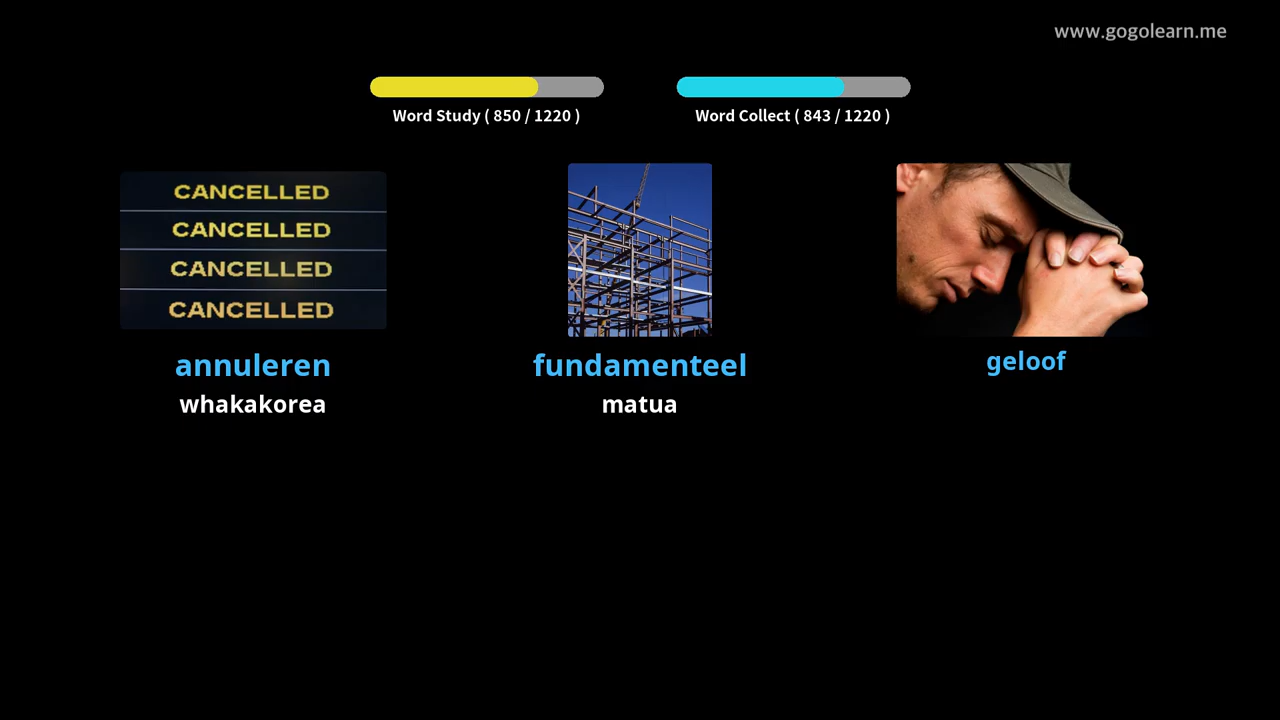 www.gogolearn.me
Word Study ( 850 / 1220 )
Word Collect ( 843 / 1220 )
CANCELLED
CANCELLED
CANCELLED
CANCELLED
annuleren
whakakorea
fundamenteel
matua
geloof